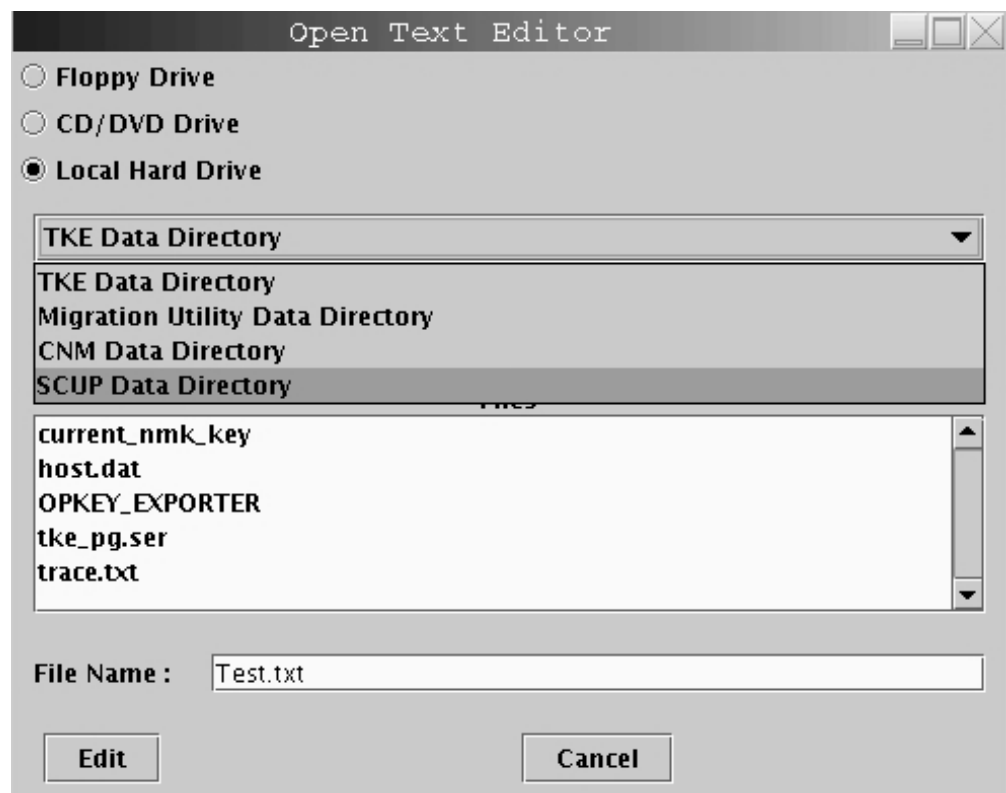 Open Text Editor
Floppy Drive
CD/DVD Drive
Local Hard Drive
TKE Data Directory
TKE Data Directory
Migration Utility Data Directory
CNM Data Directory
SCUP Data Directory
current_nmk_key
host.dat
OPKEY_EXPORTER
tke_pg.ser
trace.txt
File Name :
Test.txt
Edit
Cancel